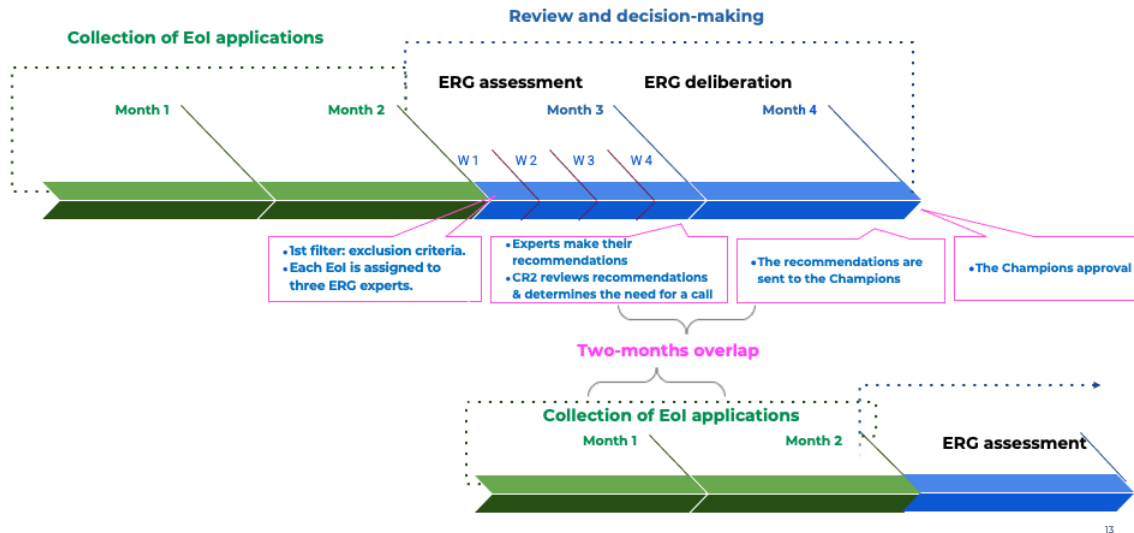 Review and decision-making
Collection of EoI applications
ERG assessment
ERG deliberation
Month 1
Month 2
Month 3
Month 4
W 1
W 2
W 3
W 4
•1st filter: exclusion criteria.
•Each EoI is assigned to
three ERG experts.
•Experts make their
recommendations
•CR2 reviews recommendations
& determines the need for a call
•The recommendations are
sent to the Champions
•The Champions approval
Two-months overlap
Collection of EoI applications
Month 1
Month 2
ERG assessment
13